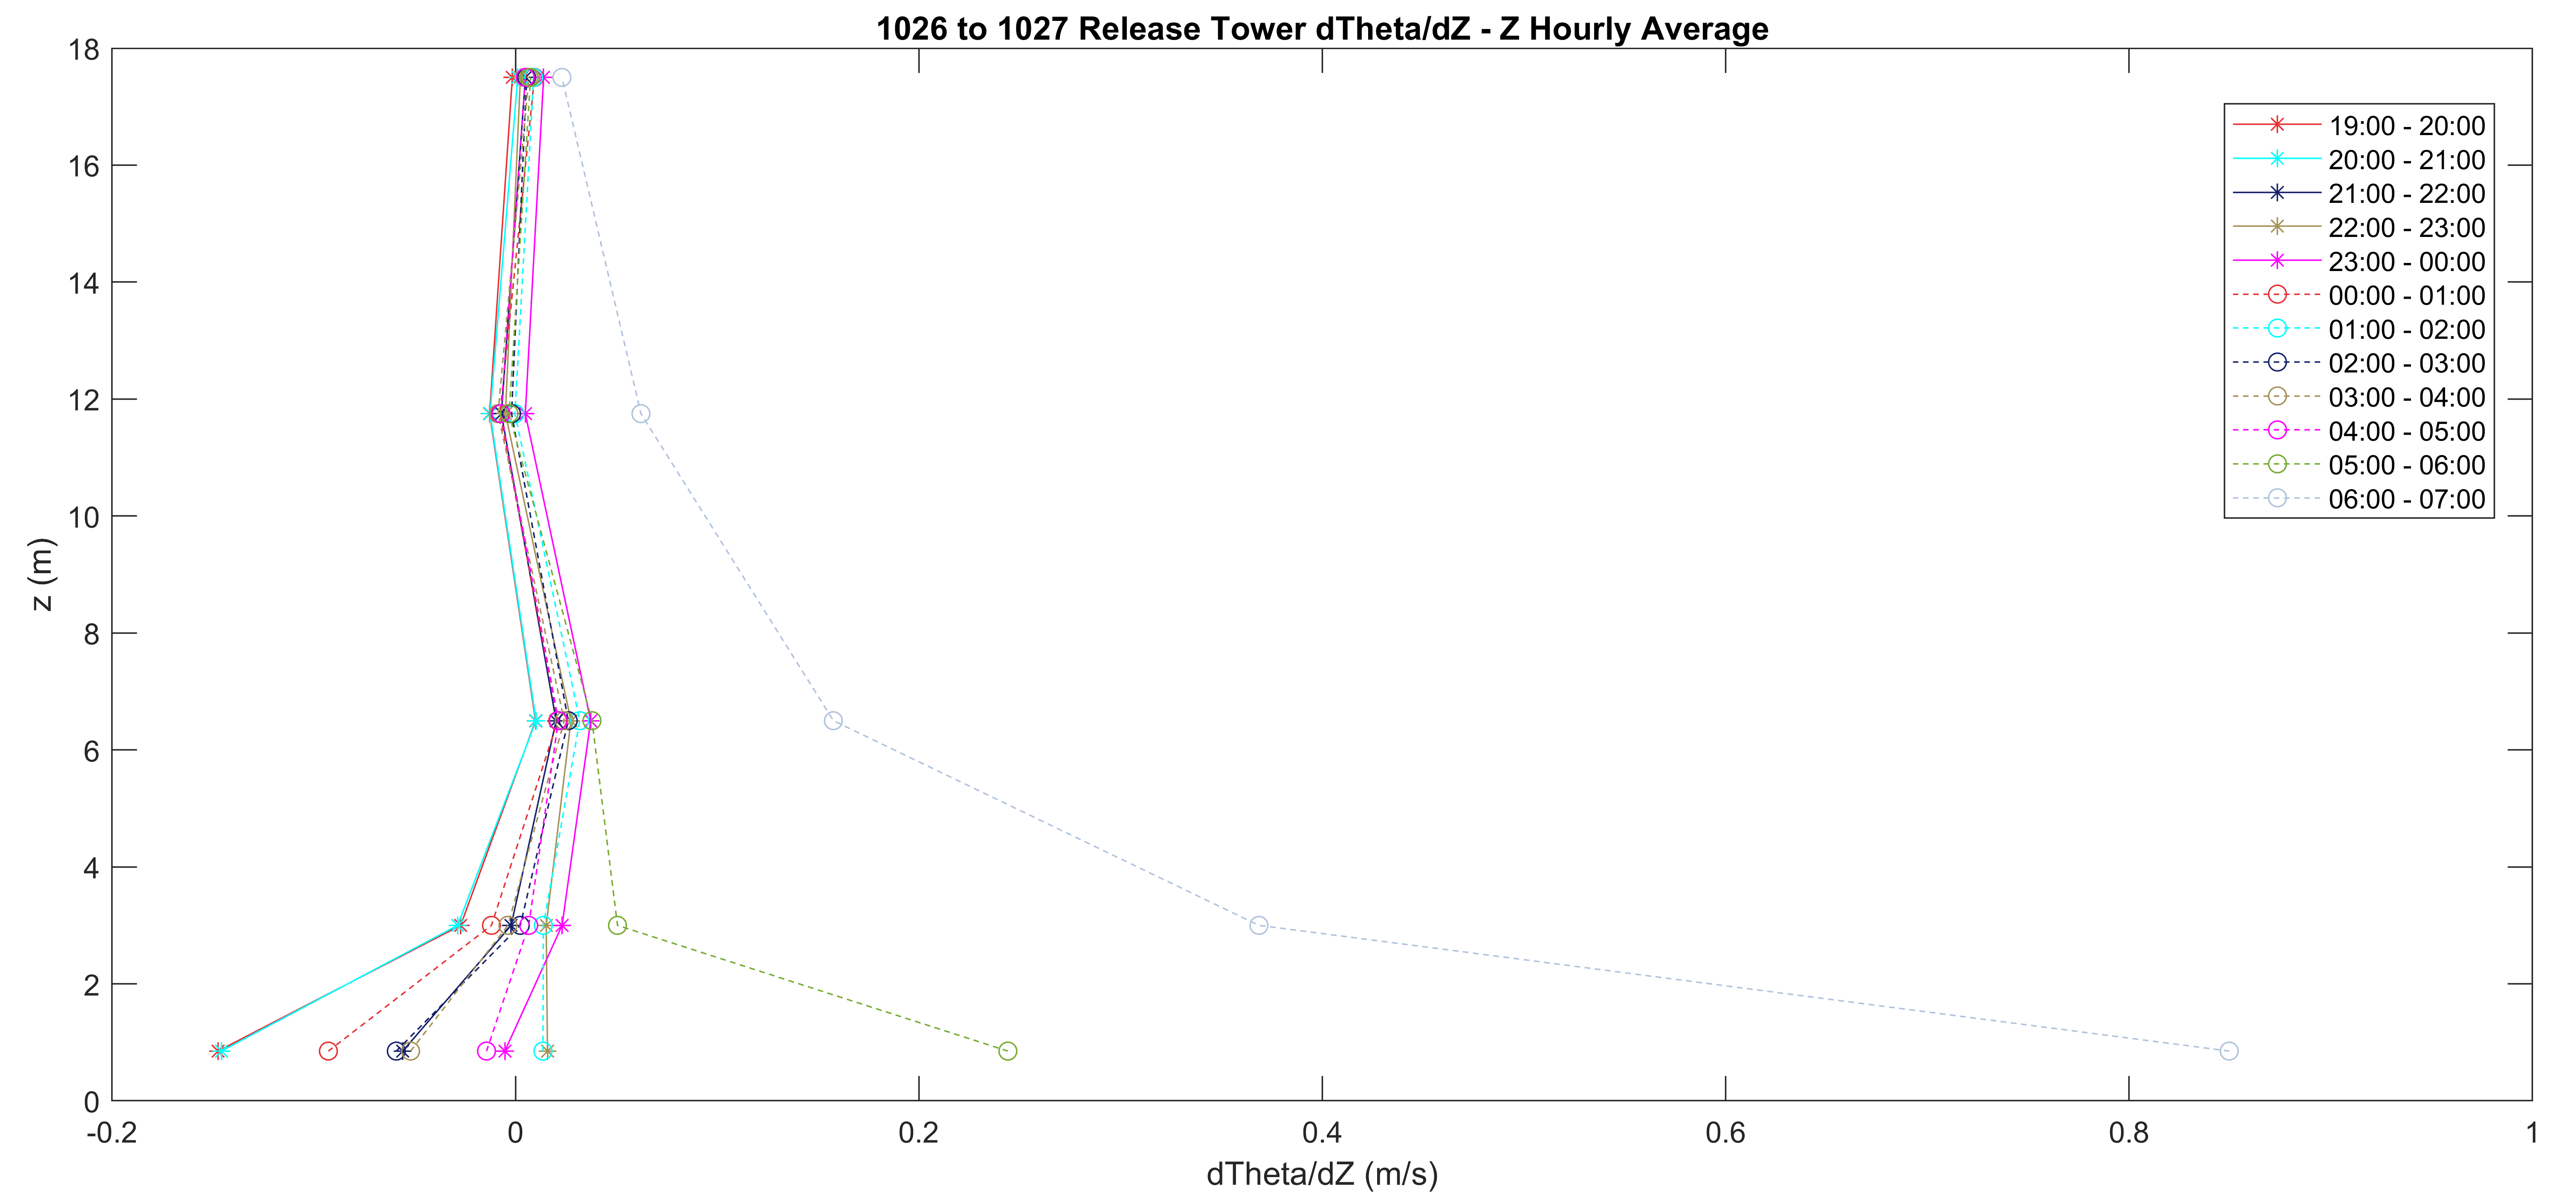 1026 to 1027 Release Tower dTheta/dZ - Z Hourly Average
18
16
14
12
10
8
6
4
2
0
z (m)
19:00 - 20:00
20:00 - 21:00
21:00 - 22:00
22:00 - 23:00
23:00 - 00:00
00:00 - 01:00
01:00 - 02:00
02:00 - 03:00
03:00 - 04:00
04:00 - 05:00
05:00 - 06:00
06:00 - 07:00
-0.2 0 0.2 0.4 0.6 0.8 1
dTheta/dZ (m/s)